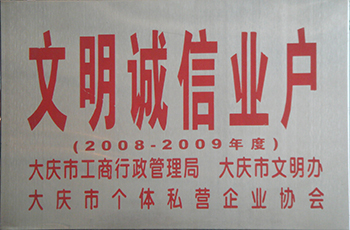 文明诚信业户
(2008-2009年度)
大庆市工商行政管理局 大庆市文明办
大庆市个体私营企业协会